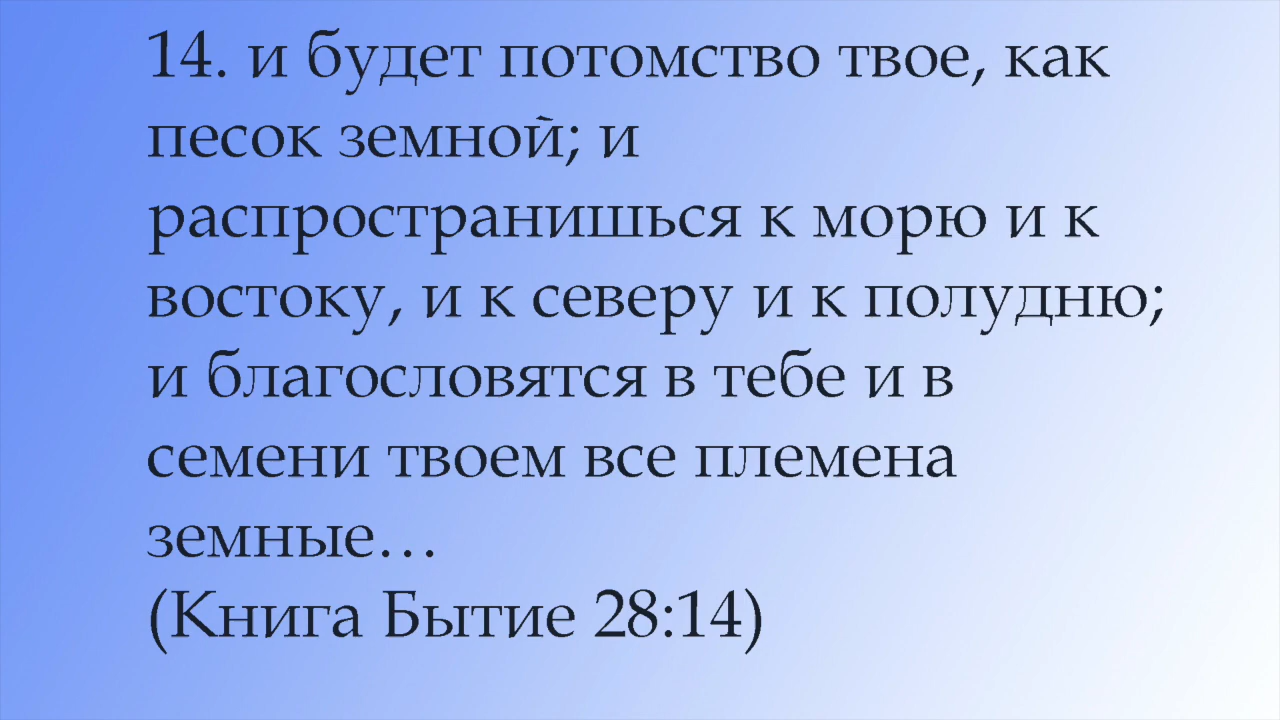 14. и будет потомство твое, как
песок земной; и
распространишься к морю и к
востоку, и к северу и к полудню;
и благословятся в тебе и в
семени твоем все племена
земные…
(Книга Бытие 28:14)